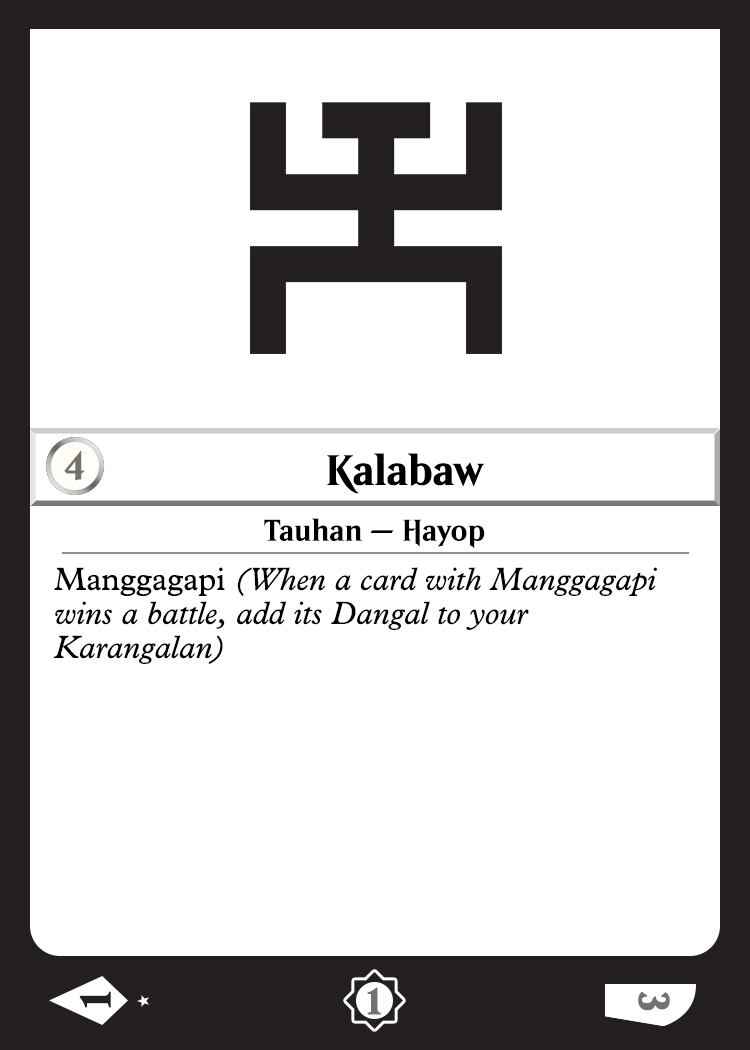 4
Kalabaw
Tauhan — Hayop
Manggagapi (When a card with Manggagapi
wins a battle, add its Dangal to your
Karangalan)
1
1
3